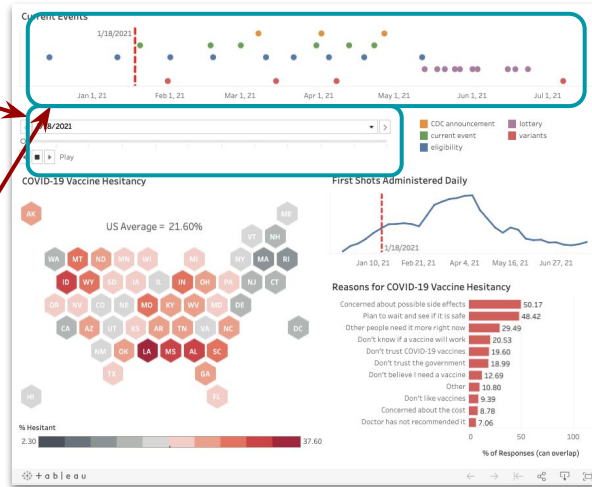 Current Events
1/18/2021
Jan 1, 21 Feb 1, 21 Mar 1, 21 Apr 1, 21 May 1, 21 Jun 1, 21 Jul 1, 21
/18/2021
Play
CDC announcement lottery
current event variants
eligibility
COVID-19 Vaccine Hesitancy
US Average = 21.60%
AK ME
VT NH
WA MT ND MN WI MI NY MA RI
ID WY SD IA IL IN OH PA NJ CT
OR NV CO NE MO KY WV MD DE
CA AZ UT KS AR TN VA NC DC
NM OK LA MS AL SC
TX GA
HI FL
% Hesitant
2.30 37.60
First Shots Administered Daily
1/18/2021
Jan 10, 21 Feb 21, 21 Apr 4, 21 May 16, 21 Jun 27, 21
Reasons for COVID-19 Vaccine Hesitancy
Concerned about possible side effects 50.17
Plan to wait and see if it is safe 48.42
Other people need it more right now 29.49
Don't know if a vaccine will work 20.53
Don't trust COVID-19 vaccines 19.60
Don't trust the government 18.99
Don't believe I need a vaccine 12.69
Other 10.80
Don't like vaccines 9.39
Concerned about the cost 8.78
Doctor has not recommended it 7.06
0 50 100
% of Responses (can overlap)
+ a b l e a u